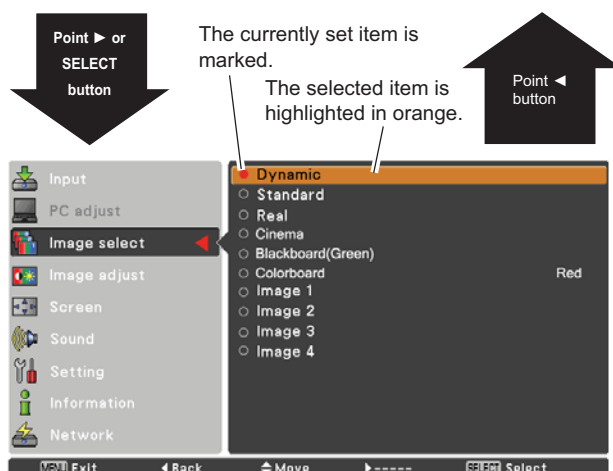 Point ► or
SELECT
button
The currently set item is
marked.
The selected item is
highlighted in orange.
Point ◄
button
Input
PC adjust
Image select
Image adjust
Screen
Sound
Setting
Information
Network
Dynamic
Standard
Real
Cinema
Blackboard(Green)
Colorboard Red
Image 1
Image 2
Image 3
Image 4
MENU Exit ◄Back Move ►----- SELECT Select